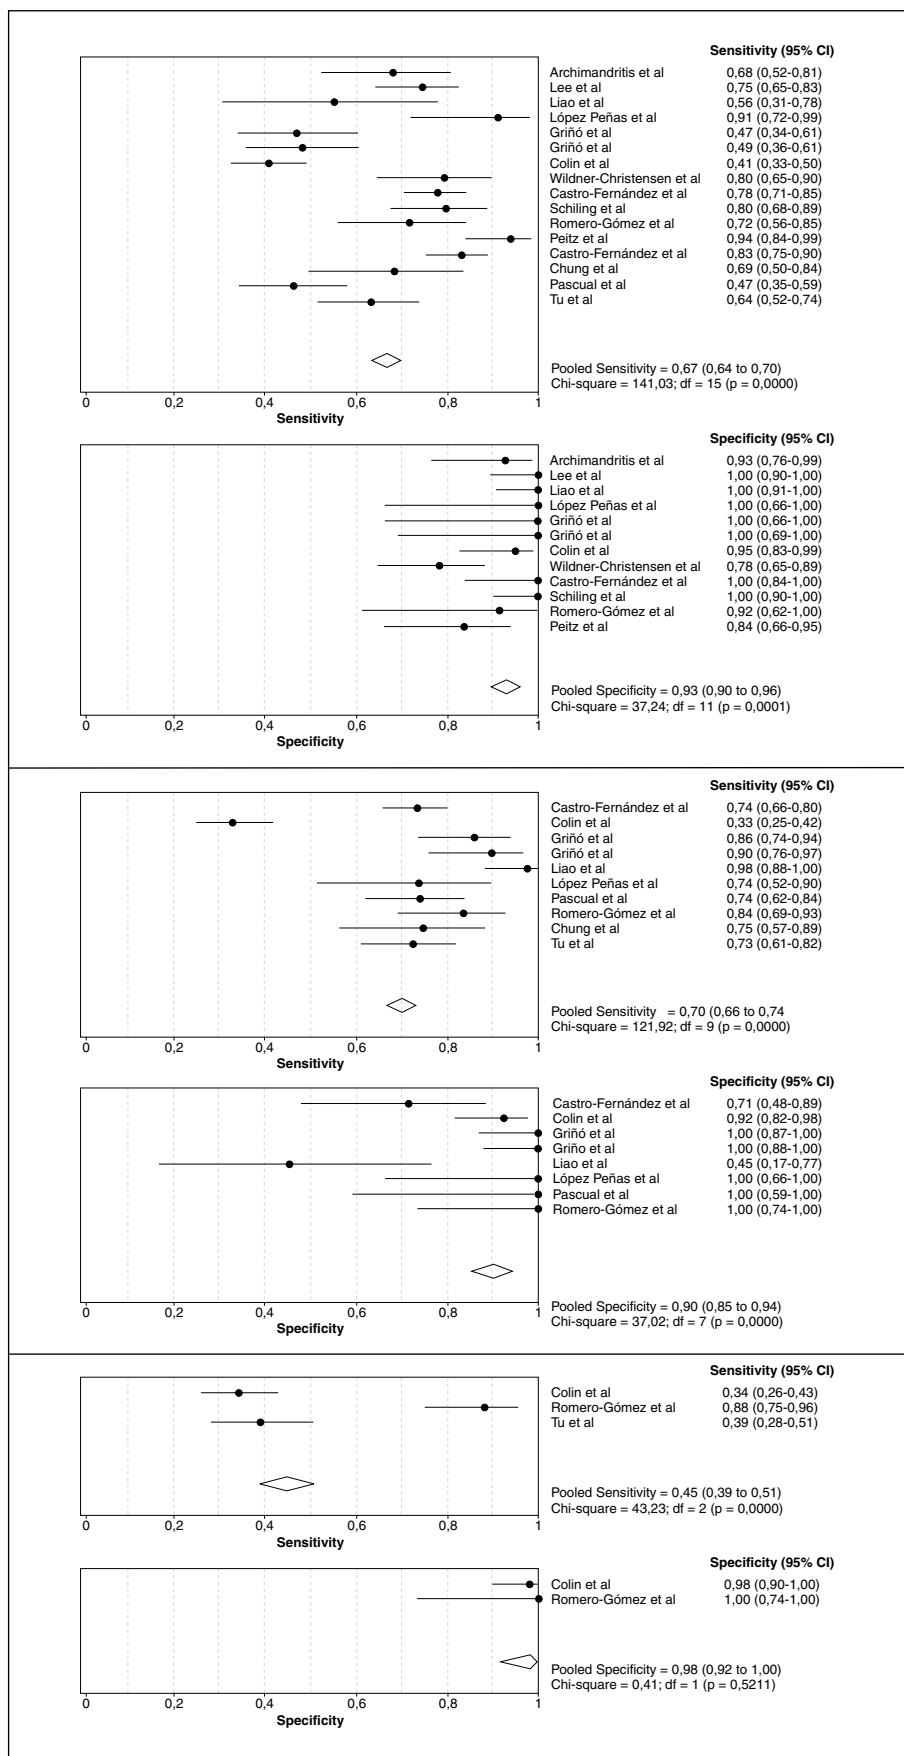 Sensitivity (95% CI)
Archimandritis et al 0,68 (0,52-0,81)
Lee et al 0,75 (0,65-0,83)
Liao et al 0,56 (0,31-0,78)
López Peñas et al 0,91 (0,72-0,99)
Griñó et al 0,47 (0,34-0,61)
Griñó et al 0,49 (0,36-0,61)
Colin et al 0,41 (0,33-0,50)
Wildner-Christensen et al 0,80 (0,65-0,90)
Castro-Fernández et al 0,78 (0,71-0,85)
Schiling et al 0,80 (0,68-0,89)
Romero-Gómez et al 0,72 (0,56-0,85)
Peitz et al 0,94 (0,84-0,99)
Castro-Fernández et al 0,83 (0,75-0,90)
Chung et al 0,69 (0,50-0,84)
Pascual et al 0,47 (0,35-0,59)
Tu et al 0,64 (0,52-0,74)
Pooled Sensitivity = 0,67 (0,64 to 0,70)
Chi-square = 141,03; df = 15 (p = 0,0000)
0 0,2 0,4 0,6 0,8 1
Sensitivity
Specificity (95% CI)
Archimandritis et al 0,93 (0,76-0,99)
Lee et al 1,00 (0,90-1,00)
Liao et al 1,00 (0,91-1,00)
López Peñas et al 1,00 (0,66-1,00)
Griñó et al 1,00 (0,66-1,00)
Griñó et al 1,00 (0,69-1,00)
Colin et al 0,95 (0,83-0,99)
Wildner-Christensen et al 0,78 (0,65-0,89)
Castro-Fernández et al 1,00 (0,84-1,00)
Schiling et al 1,00 (0,90-1,00)
Romero-Gómez et al 0,92 (0,62-1,00)
Peitz et al 0,84 (0,66-0,95)
Pooled Specificity = 0,93 (0,90 to 0,96)
Chi-square = 37,24; df = 11 (p = 0,0001)
0 0,2 0,4 0,6 0,8 1
Specificity
Sensitivity (95% CI)
Castro-Fernández et al 0,74 (0,66-0,80)
Colin et al 0,33 (0,25-0,42)
Griñó et al 0,86 (0,74-0,94)
Griñó et al 0,90 (0,76-0,97)
Liao et al 0,98 (0,88-1,00)
López Peñas et al 0,74 (0,52-0,90)
Pascual et al 0,74 (0,62-0,84)
Romero-Gómez et al 0,84 (0,69-0,93)
Chung et al 0,75 (0,57-0,89)
Tu et al 0,73 (0,61-0,82)
Pooled Sensitivity = 0,70 (0,66 to 0,74
Chi-square = 121,92; df = 9 (p = 0,0000)
0 0,2 0,4 0,6 0,8 1
Sensitivity
Specificity (95% CI)
Castro-Fernández et al 0,71 (0,48-0,89)
Colin et al 0,92 (0,82-0,98)
Griñó et al 1,00 (0,87-1,00)
Griño et al 1,00 (0,88-1,00)
Liao et al 0,45 (0,17-0,77)
López Peñas et al 1,00 (0,66-1,00)
Pascual et al 1,00 (0,59-1,00)
Romero-Gómez et al 1,00 (0,74-1,00)
Pooled Specificity = 0,90 (0,85 to 0,94)
Chi-square = 37,02; df = 7 (p = 0,0000)
0 0,2 0,4 0,6 0,8 1
Specificity
Sensitivity (95% CI)
Colin et al 0,34 (0,26-0,43)
Romero-Gómez et al 0,88 (0,75-0,96)
Tu et al 0,39 (0,28-0,51)
Pooled Sensitivity = 0,45 (0,39 to 0,51)
Chi-square = 43,23; df = 2 (p = 0,0000)
0 0,2 0,4 0,6 0,8 1
Sensitivity
Specificity (95% CI)
Colin et al 0,98 (0,90-1,00)
Romero-Gómez et al 1,00 (0,74-1,00)
Pooled Specificity = 0,98 (0,92 to 1,00)
Chi-square = 0,41; df = 1 (p = 0,5211)
0 0,2 0,4 0,6 0,8 1
Specificity